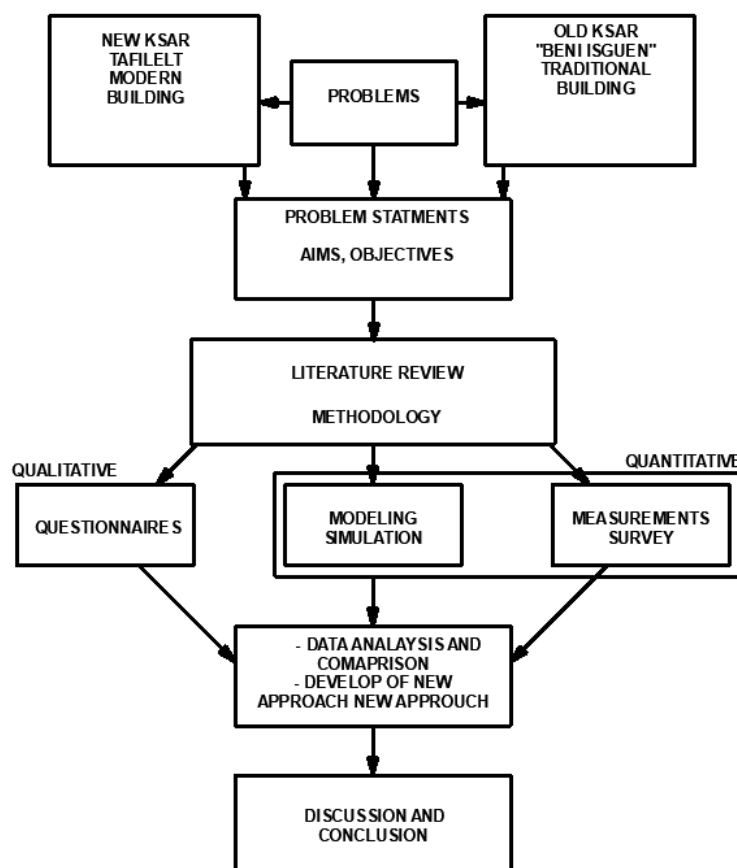 NEW KSAR
TAFILELT
MODERN
BUILDING
PROBLEMS
OLD KSAR
"BENI ISGUEN"
TRADITIONAL
BUILDING
PROBLEM STATMENTS
AIMS, OBJECTIVES
LITERATURE REVIEW
METHODOLOGY
QUALITATIVE
QUANTITATIVE
QUESTIONNAIRES
MODELING
SIMULATION
MEASUREMENTS
SURVEY
- DATA ANALAYSIS AND
COMAPRISON
- DEVELOP OF NEW
APPROACH NEW APPROUCH
DISCUSSION AND
CONCLUSION